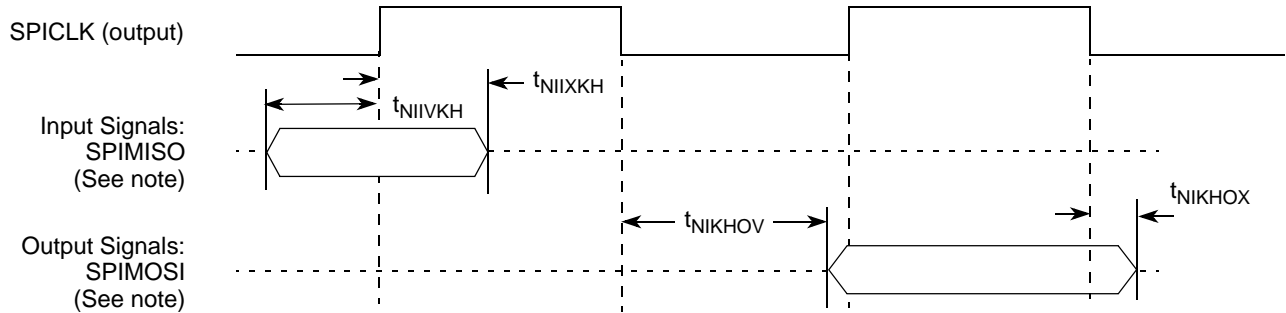 SPICLK (output)
tNIIXKH
tNIIVKH
Input Signals:
SPIMISO
(See note)
tNIKHOX
tNIKHOV
Output Signals:
SPIMOSI
(See note)